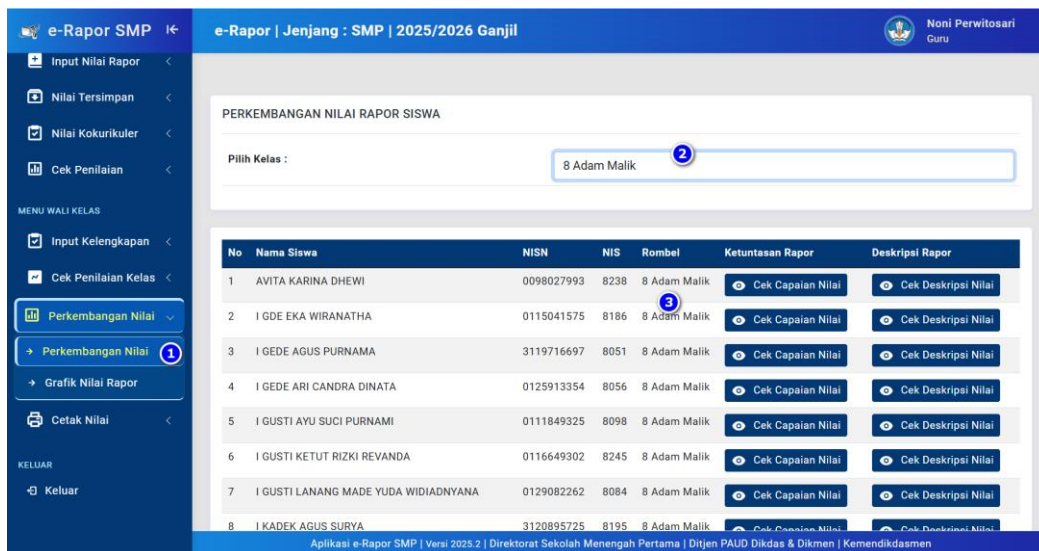 e-Rapor SMP
e-Rapor | Jenjang : SMP | 2025/2026 Ganjil
Noni Perwitosari
Guru
Input Nilai Rapor
Nilai Tersimpan
Nilai Kokurikuler
Cek Penilaian
MENU WALI KELAS
Input Kelengkapan
Cek Penilaian Kelas
Perkembangan Nilai
Perkembangan Nilai 1
Grafik Nilai Rapor
Cetak Nilai
KELUAR
Keluar
PERKEMBANGAN NILAI RAPOR SISWA
Pilih Kelas : 8 Adam Malik 2
No Nama Siswa NISN NIS Rombel Ketuntasan Rapor Deskripsi Rapor
1 AVITA KARINA DHEWI 0098027993 8238 8 Adam Malik Cek Capaian Nilai Cek Deskripsi Nilai
3
2 I GDE EKA WIRANATHA 0115041575 8186 8 Adam Malik Cek Capaian Nilai Cek Deskripsi Nilai
3 I GEDE AGUS PURNAMA 3119716697 8051 8 Adam Malik Cek Capaian Nilai Cek Deskripsi Nilai
4 I GEDE ARI CANDRA DINATA 0125913354 8056 8 Adam Malik Cek Capaian Nilai Cek Deskripsi Nilai
5 I GUSTI AYU SUCI PURNAMI 0111849325 8098 8 Adam Malik Cek Capaian Nilai Cek Deskripsi Nilai
6 I GUSTI KETUT RIZKI REVANDA 0116649302 8245 8 Adam Malik Cek Capaian Nilai Cek Deskripsi Nilai
7 I GUSTI LANANG MADE YUDA WIDIADNYANA 0129082262 8084 8 Adam Malik Cek Capaian Nilai Cek Deskripsi Nilai
8 I KADEK AGUS SURYA 3120895725 8195 8 Adam Malik Cek Capaian Nilai Cek Deskripsi Nilai
Aplikasi e-Rapor SMP | Versi 2025.2 | Direktorat Sekolah Menengah Pertama | Ditjen PAUD Dikdas & Dikmen | Kemendikdasmen